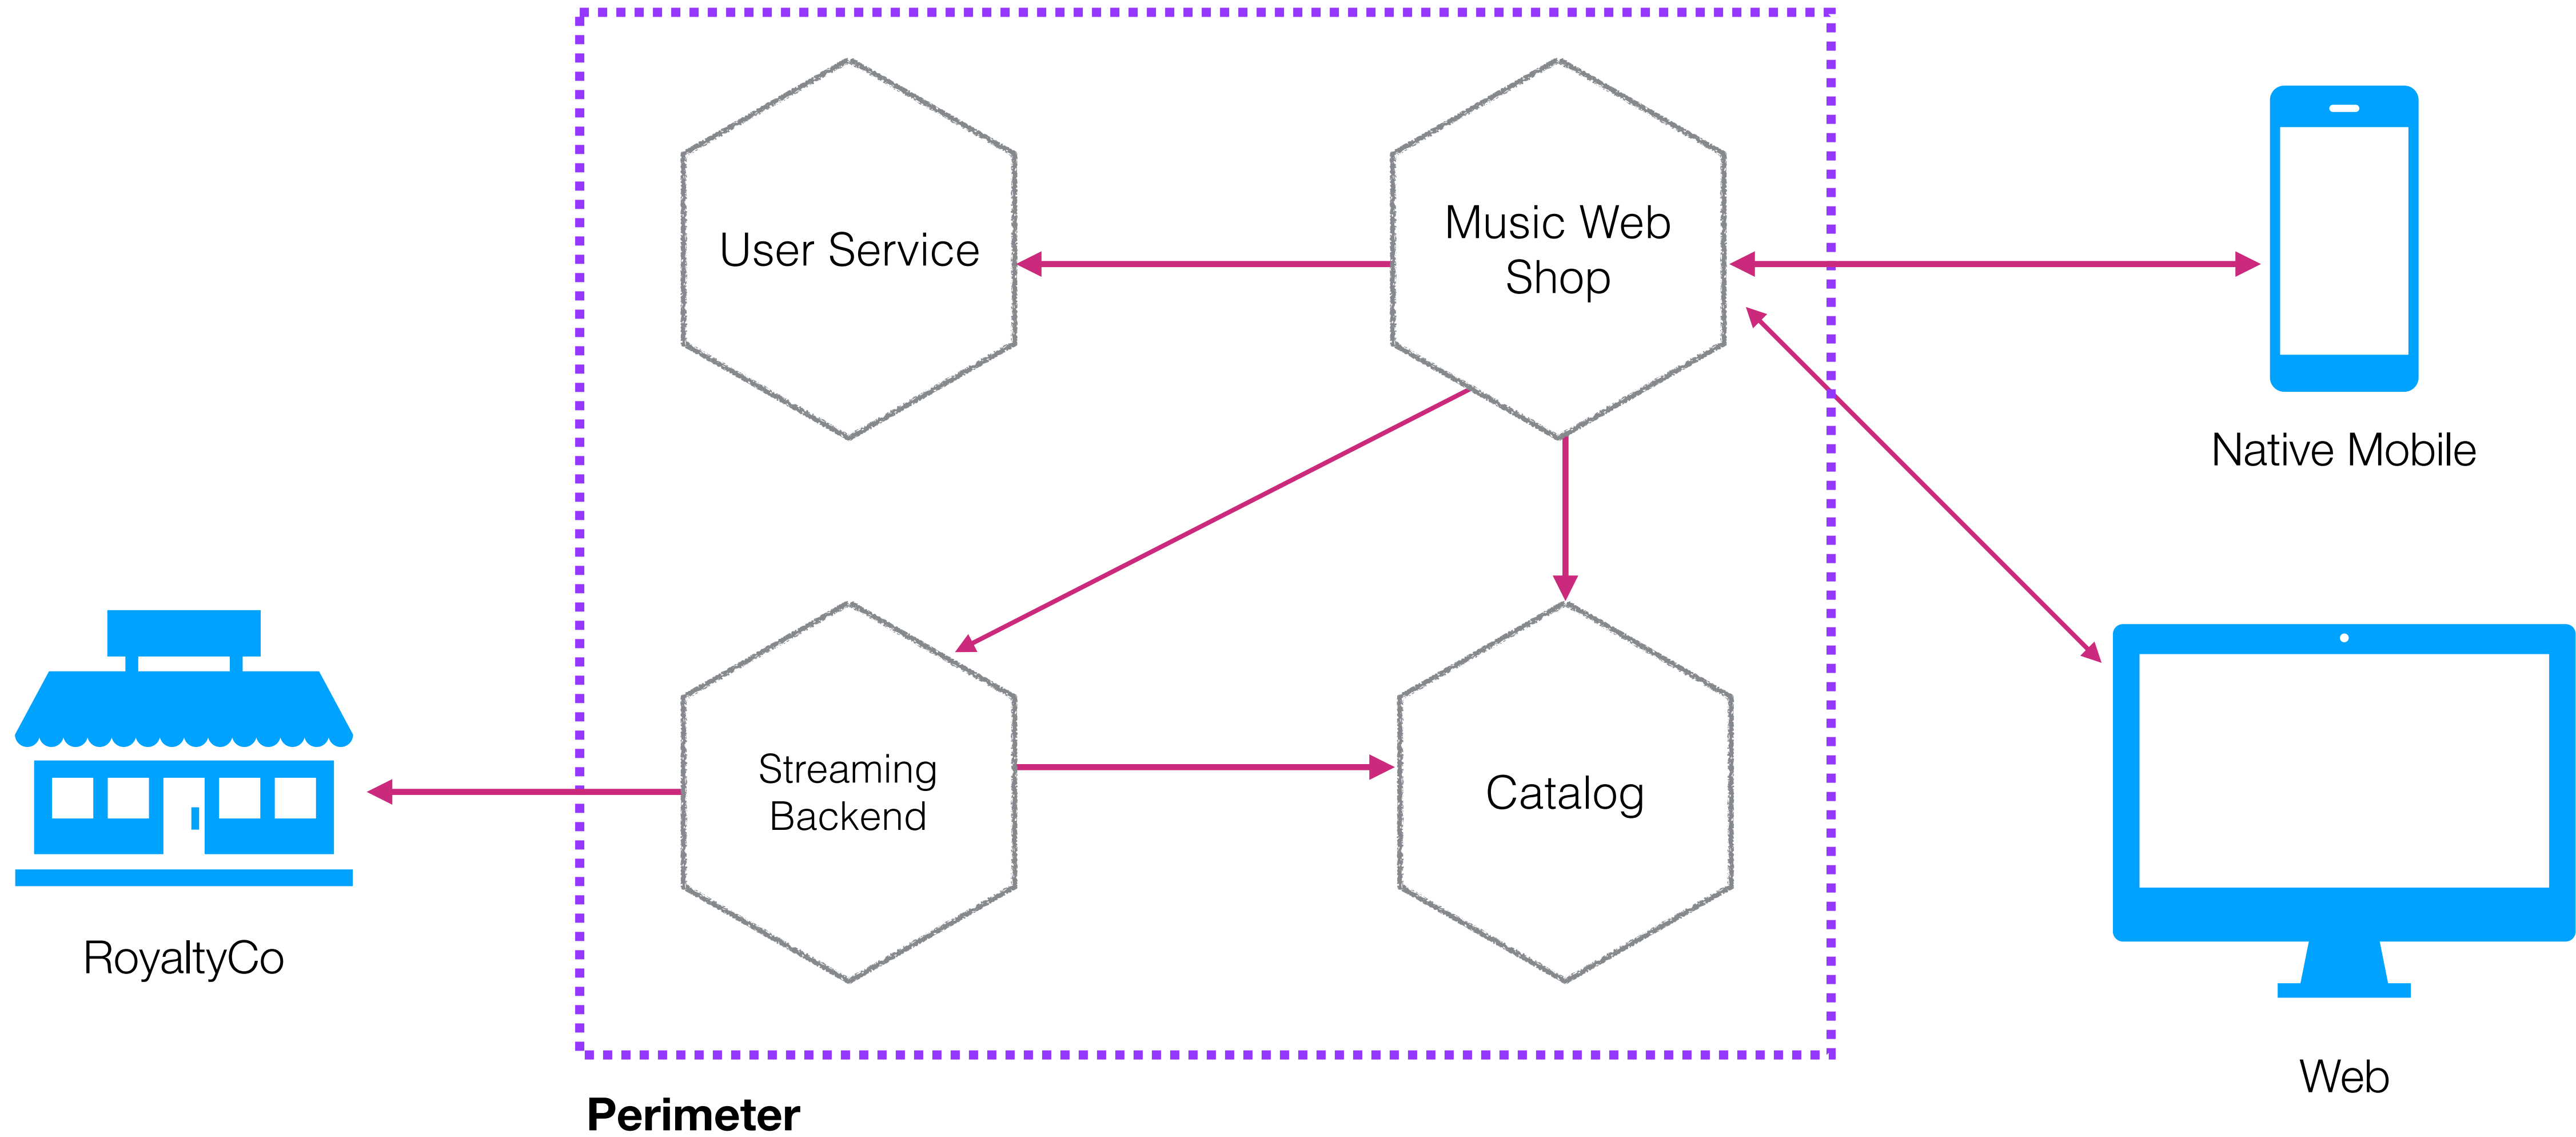 User Service
Music Web
Shop
Native Mobile
Streaming
Backend
Catalog
RoyaltyCo
Web
Perimeter